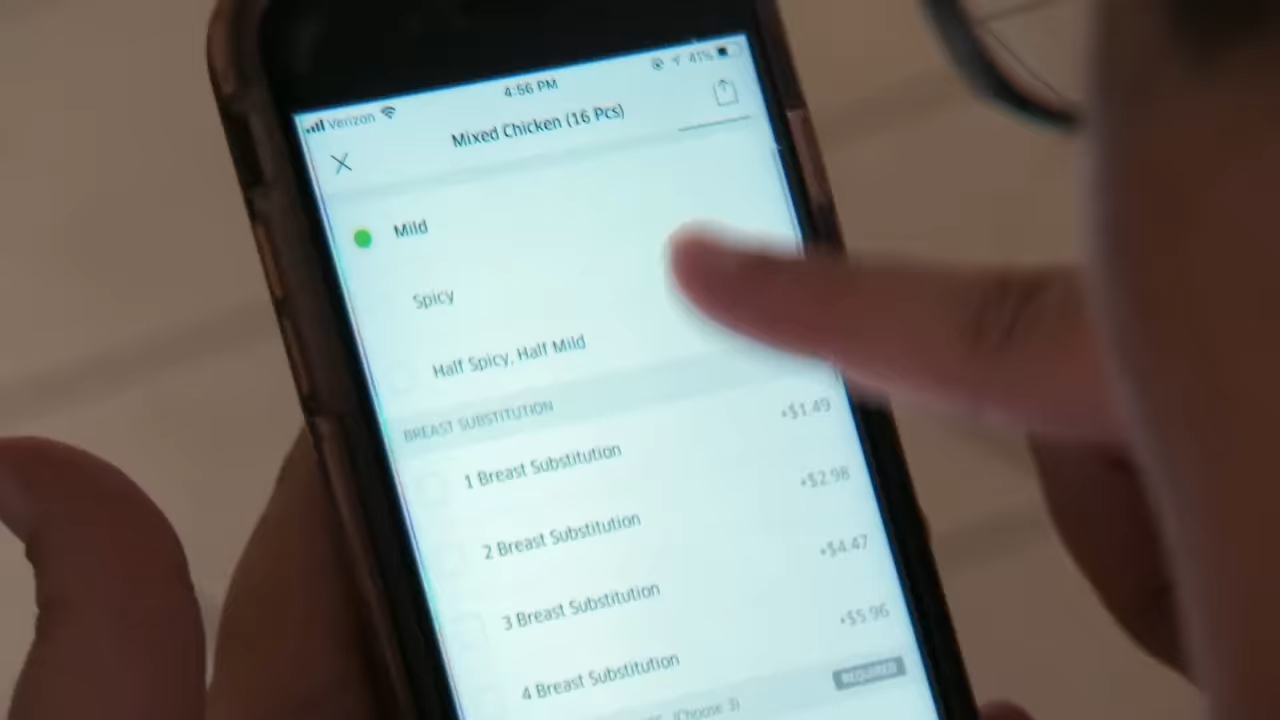 Verizon 4:56 PM 41%
Mixed Chicken (16 Pcs)
Mild
Spicy
Half Spicy, Half Mild
BREAST SUBSTITUTION
1 Breast Substitution +$1.49
2 Breast Substitution +$2.98
3 Breast Substitution +$4.47
4 Breast Substitution +$5.96
(Choose 3) REQUIRED